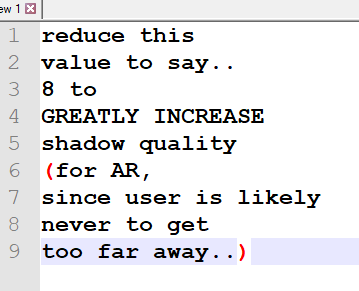 ew 1
1 reduce this
2 value to say..
3 8 to
4 GREATLY INCREASE
5 shadow quality
6 (for AR,
7 since user is likely
8 never to get
9 too far away..)